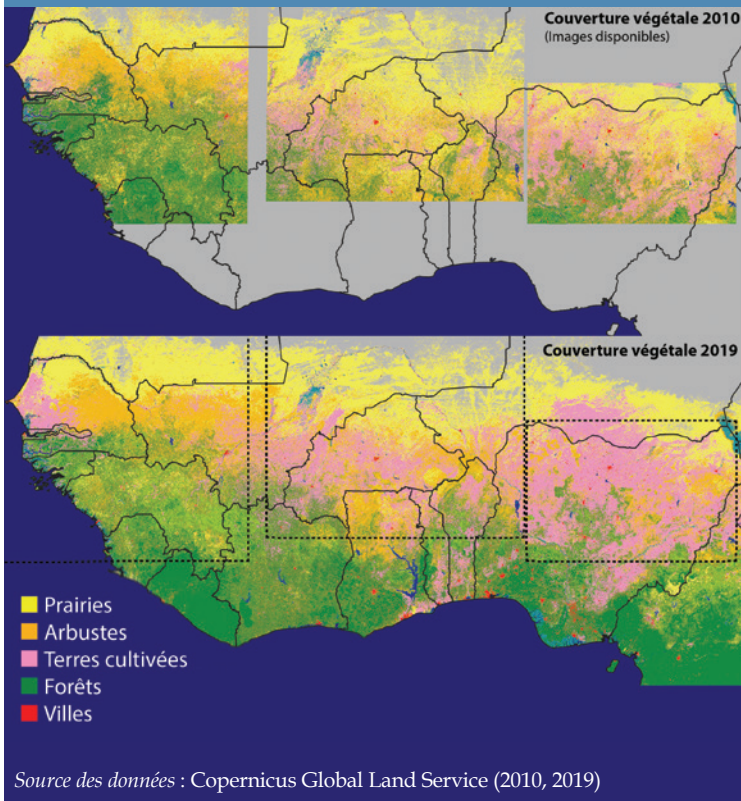 Couverture végétale 2010
(Images disponibles)
Couverture végétale 2019
Prairies
Arbustes
Terres cultivées
Forêts
Villes
Source des données : Copernicus Global Land Service (2010, 2019)